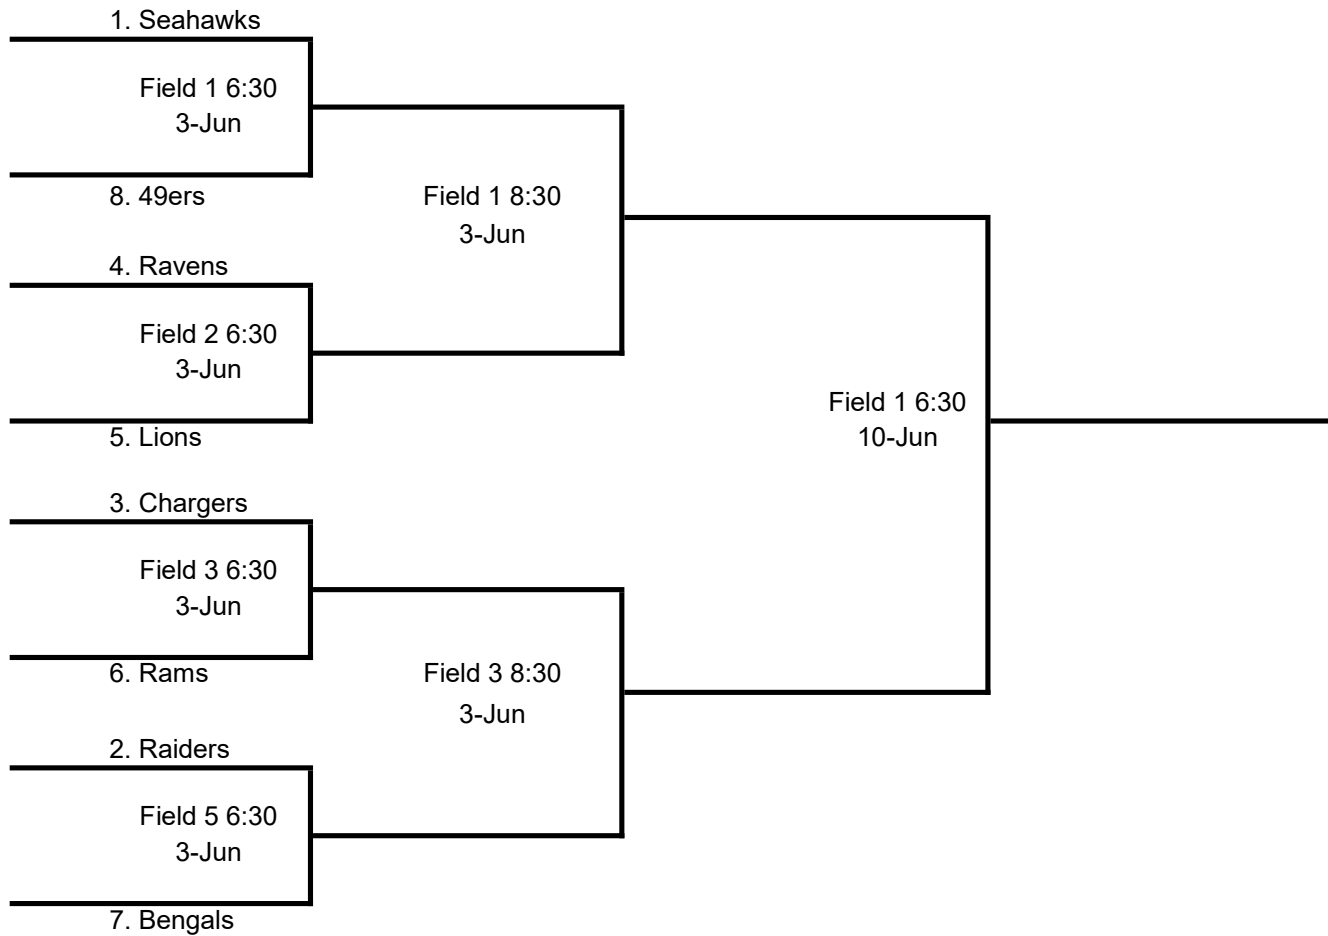 1. Seahawks
Field 1 6:30
3-Jun
8. 49ers
Field 1 8:30
3-Jun
4. Ravens
Field 2 6:30
3-Jun
5. Lions
Field 1 6:30
10-Jun
3. Chargers
Field 3 6:30
3-Jun
6. Rams
Field 3 8:30
3-Jun
2. Raiders
Field 5 6:30
3-Jun
7. Bengals